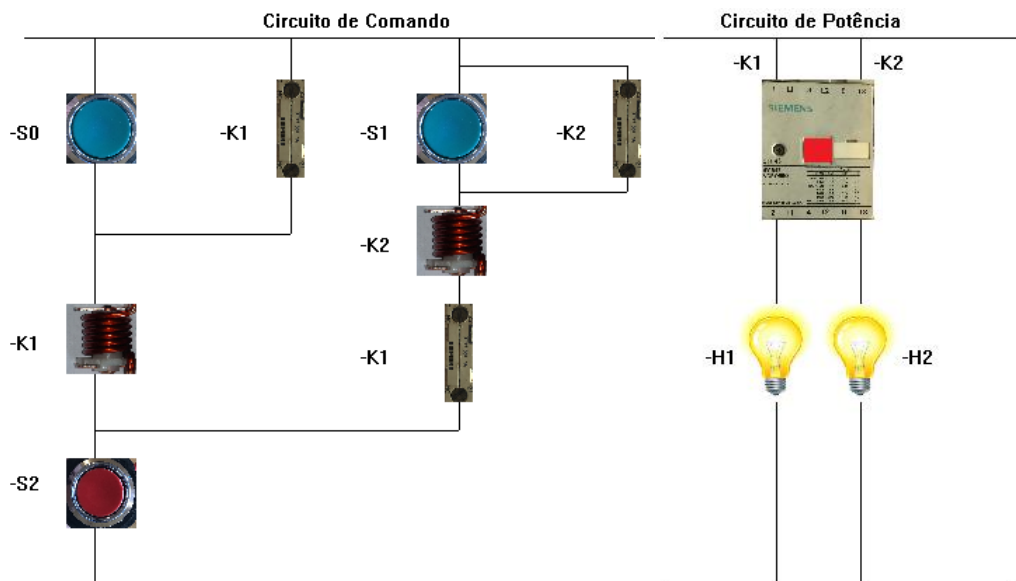 Circuito de Comando
Circuito de Potência
-K1
-K2
SIEMENS
-S0
-K1
-S1
-K2
-K2
-K1
-K1
-H1
-H2
-S2